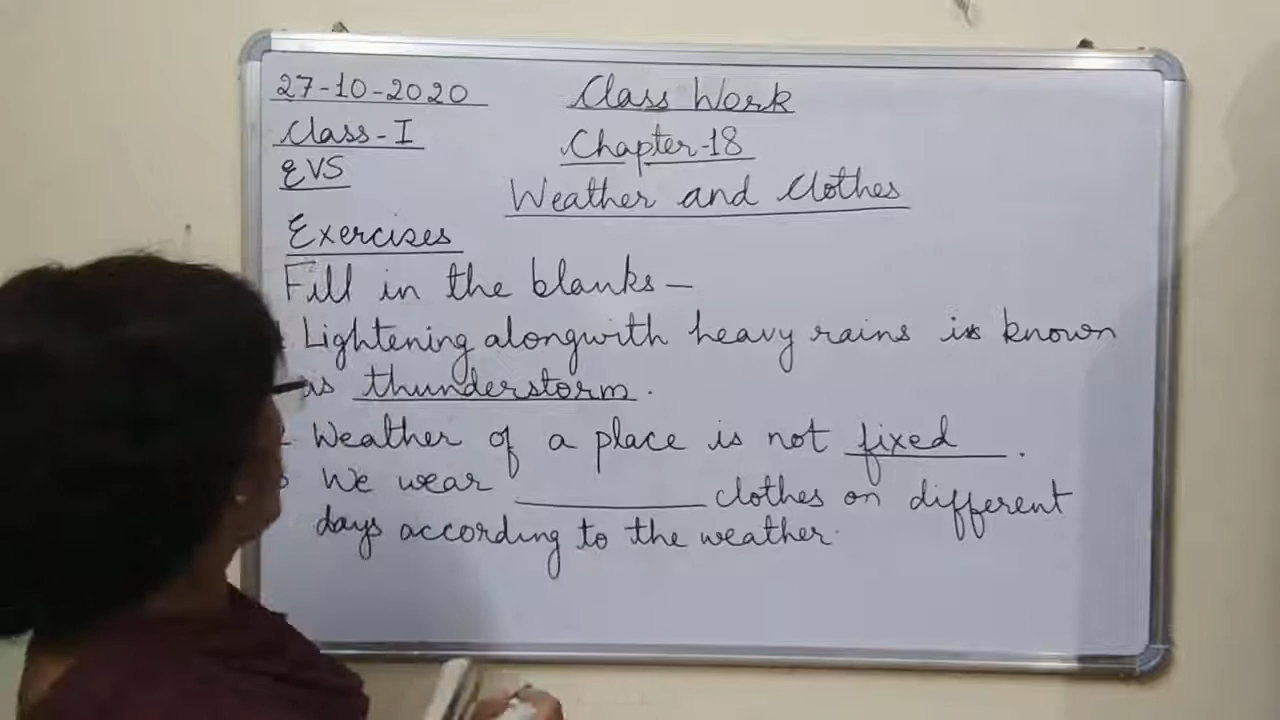 27-10-2020
Class Work
Class-I
Chapter-18
EVS
Weather and Clothes
Exercises
Fill in the blanks —
Lightening alongwith heavy rains is known
as thunderstorm.
Weather of a place is not fixed.
We wear ________ clothes on different
days according to the weather.